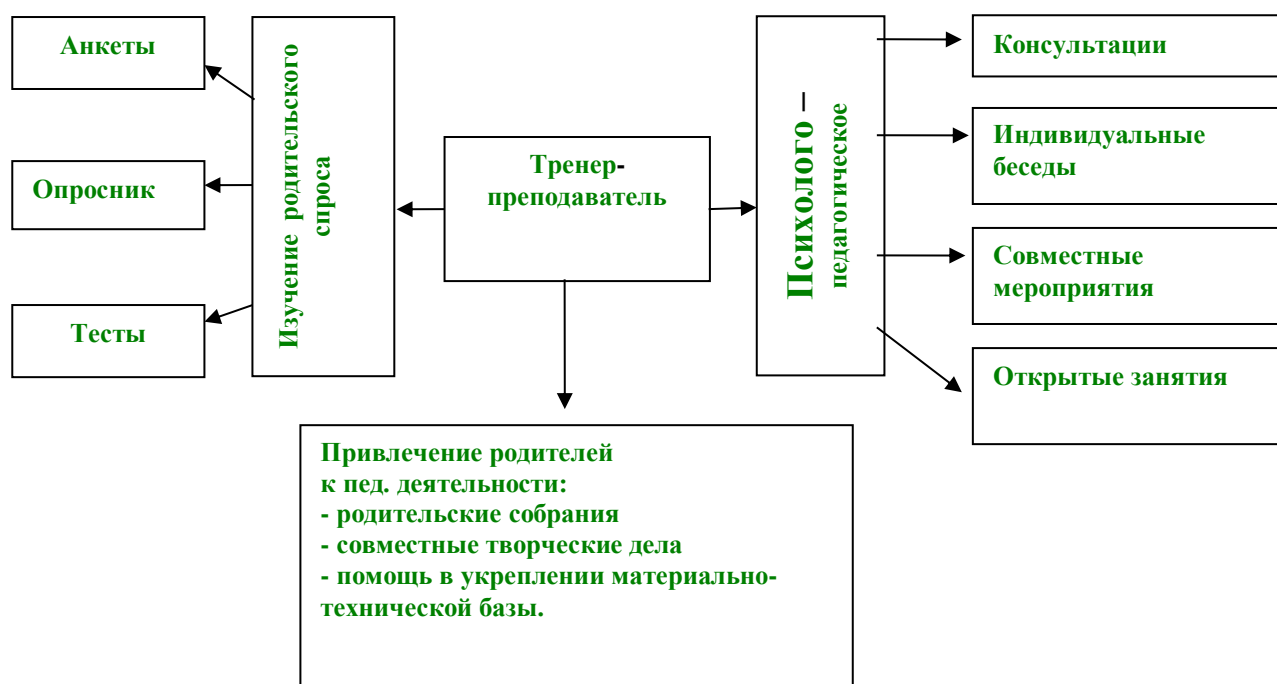 Анкеты
Опросник
Тесты
Изучение родительского
спроса
Тренер-
преподаватель
Психолого –
педагогическое
Консультации
Индивидуальные
беседы
Совместные
мероприятия
Открытые занятия
Привлечение родителей
к пед. деятельности:
- родительские собрания
- совместные творческие дела
- помощь в укреплении материально-
технической базы.